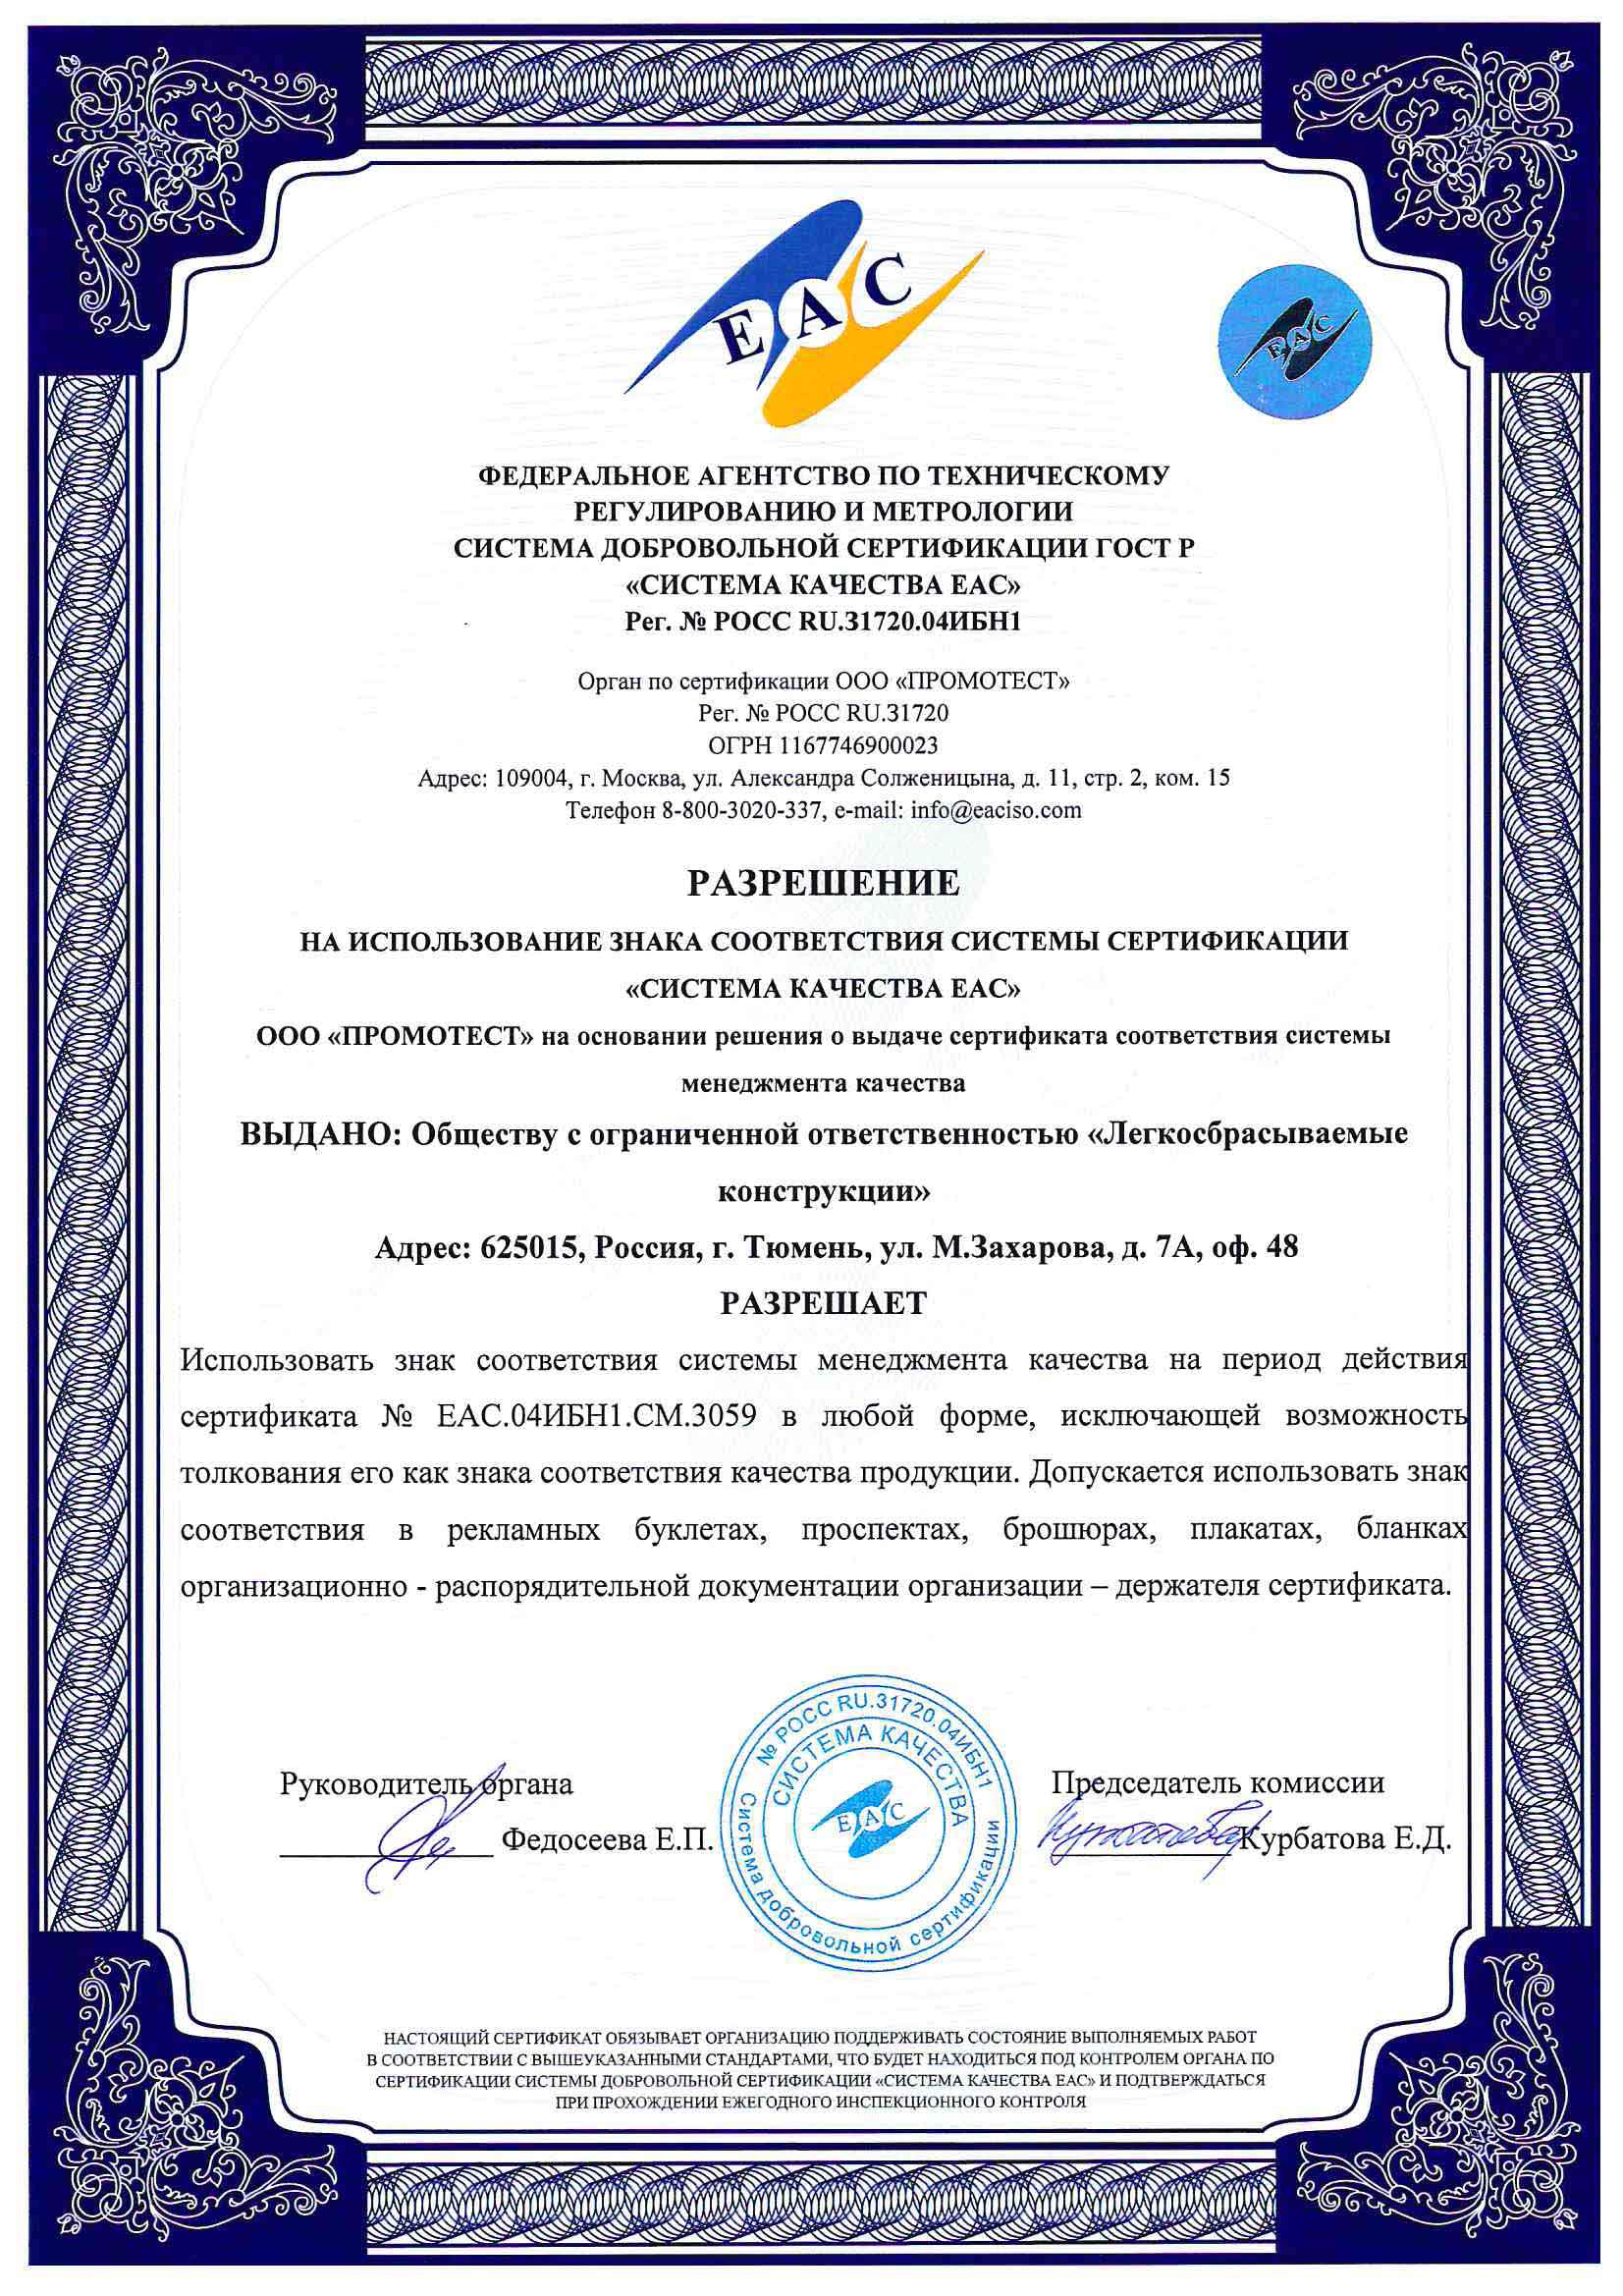 ЕАС
ЕАС
ФЕДЕРАЛЬНОЕ АГЕНТСТВО ПО ТЕХНИЧЕСКОМУ
РЕГУЛИРОВАНИЮ И МЕТРОЛОГИИ
СИСТЕМА ДОБРОВОЛЬНОЙ СЕРТИФИКАЦИИ ГОСТ Р
«СИСТЕМА КАЧЕСТВА ЕАС»
Рег. № РОСС RU.31720.04ИБН1
Орган по сертификации ООО «ПРОМОТЕСТ»
Рег. № РОСС RU.31720
ОГРН 1167746900023
Адрес: 109004, г. Москва, ул. Александра Солженицына, д. 11, стр. 2, ком. 15
Телефон 8-800-3020-337, e-mail: info@eaciso.com
РАЗРЕШЕНИЕ
НА ИСПОЛЬЗОВАНИЕ ЗНАКА СООТВЕТСТВИЯ СИСТЕМЫ СЕРТИФИКАЦИИ
«СИСТЕМА КАЧЕСТВА ЕАС»
ООО «ПРОМОТЕСТ» на основании решения о выдаче сертификата соответствия системы
менеджмента качества
ВЫДАНО: Обществу с ограниченной ответственностью «Легкосбрасываемые
конструкции»
Адрес: 625015, Россия, г. Тюмень, ул. М.Захарова, д. 7А, оф. 48
РАЗРЕШАЕТ
Использовать знак соответствия системы менеджмента качества на период действия
сертификата № ЕАС.04ИБН1.СМ.3059 в любой форме, исключающей возможность
толкования его как знака соответствия качества продукции. Допускается использовать знак
соответствия в рекламных буклетах, проспектах, брошюрах, плакатах, бланках
организационно - распорядительной документации организации – держателя сертификата.
Руководитель органа
Федосеева Е.П.
№ РОСС RU.31720.04ИБН1
СИСТЕМА КАЧЕСТВА
ЕАС
Система добровольной сертификации
Председатель комиссии
Курбатова Е.Д.
НАСТОЯЩИЙ СЕРТИФИКАТ ОБЯЗЫВАЕТ ОРГАНИЗАЦИЮ ПОДДЕРЖИВАТЬ СОСТОЯНИЕ ВЫПОЛНЯЕМЫХ РАБОТ
В СООТВЕТСТВИИ С ВЫШЕУКАЗАННЫМИ СТАНДАРТАМИ, ЧТО БУДЕТ НАХОДИТЬСЯ ПОД КОНТРОЛЕМ ОРГАНА ПО
СЕРТИФИКАЦИИ СИСТЕМЫ ДОБРОВОЛЬНОЙ СЕРТИФИКАЦИИ «СИСТЕМА КАЧЕСТВА ЕАС» И ПОДТВЕРЖДАТЬСЯ
ПРИ ПРОХОЖДЕНИИ ЕЖЕГОДНОГО ИНСПЕКЦИОННОГО КОНТРОЛЯ